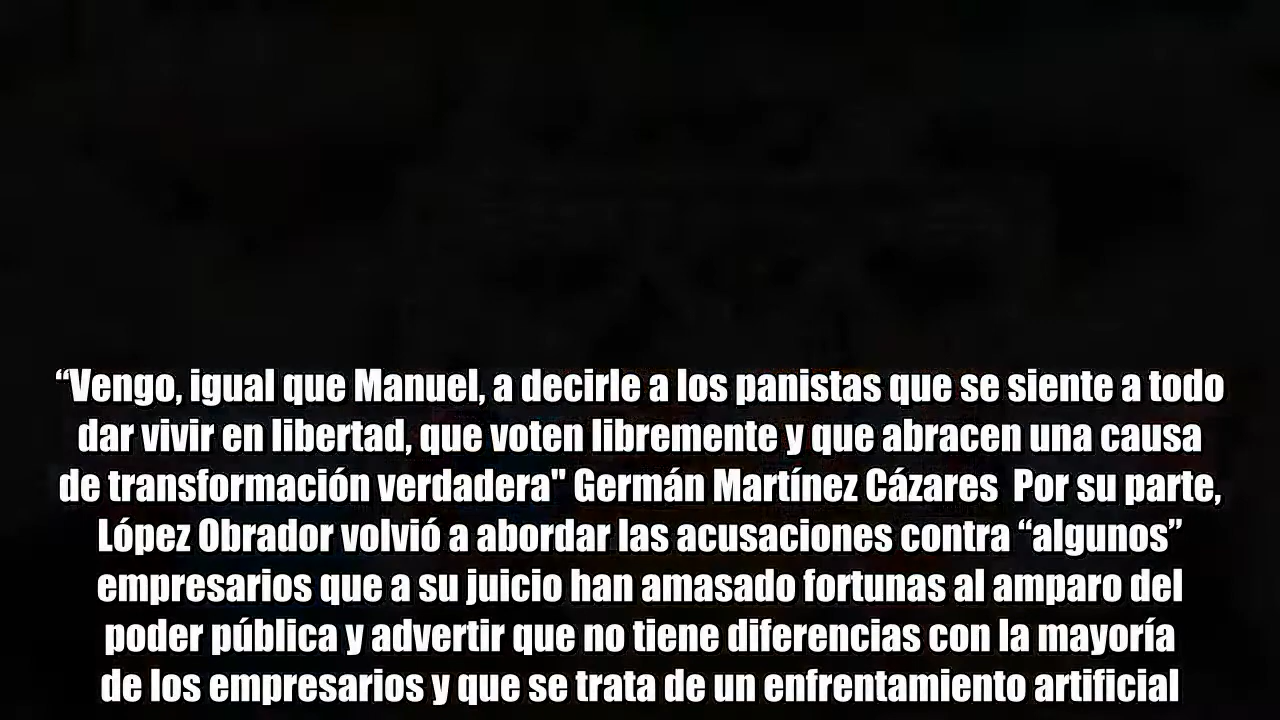 “Vengo, igual que Manuel, a decirle a los panistas que se siente a todo
dar vivir en libertad, que voten libremente y que abracen una causa
de transformación verdadera" Germán Martínez Cázares  Por su parte,
López Obrador volvió a abordar las acusaciones contra “algunos”
empresarios que a su juicio han amasado fortunas al amparo del
poder pública y advertir que no tiene diferencias con la mayoría
de los empresarios y que se trata de un enfrentamiento artificial